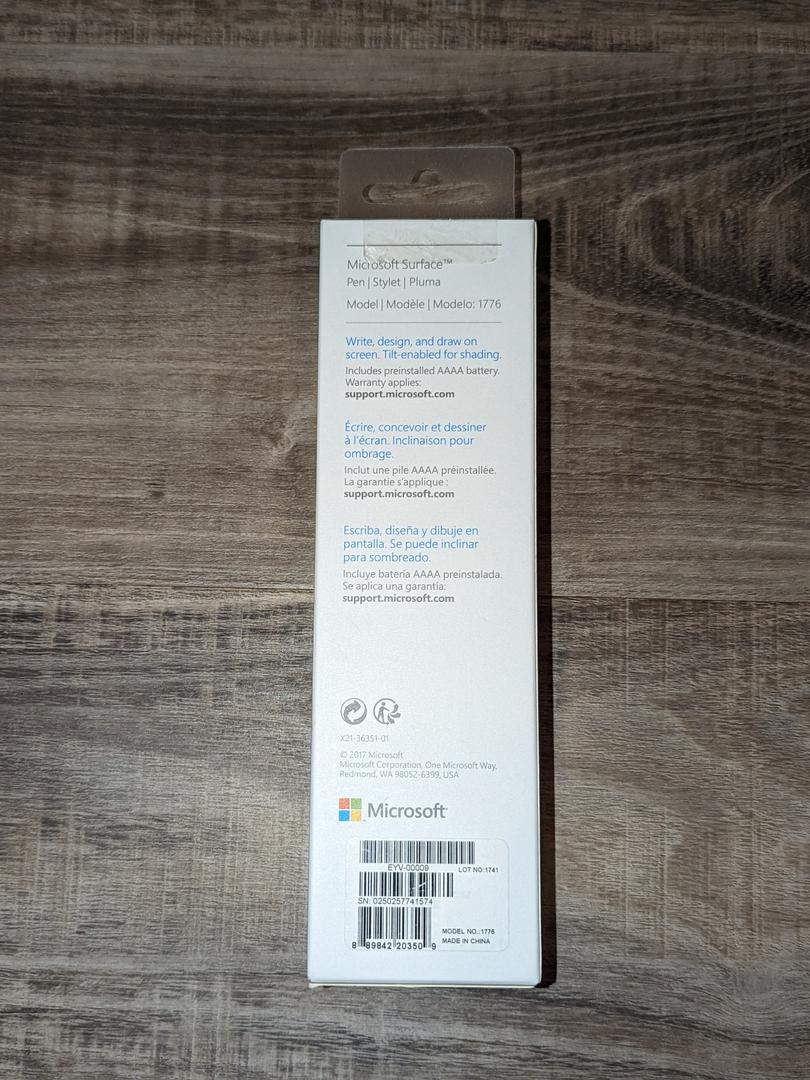 Microsoft Surface™
Pen | Stylet | Pluma
Model | Modèle | Modelo: 1776
Write, design, and draw on
screen. Tilt-enabled for shading.
Includes preinstalled AAAA battery.
Warranty applies:
support.microsoft.com
Écrire, concevoir et dessiner
à l'écran. Inclinaison pour
ombrage.
Inclut une pile AAAA préinstallée.
La garantie s'applique :
support.microsoft.com
Escriba, diseña y dibuje en
pantalla. Se puede inclinar
para sombreado.
Incluye batería AAAA preinstalada.
Se aplica una garantía:
support.microsoft.com
X21-36351-01
© 2017 Microsoft
Microsoft Corporation, One Microsoft Way,
Redmond, WA 98052-6399, USA
Microsoft
EYV-00009 LOT NO:1741
SN: 0250257741574
MODEL NO.:1776
MADE IN CHINA
8 89842 20350 9